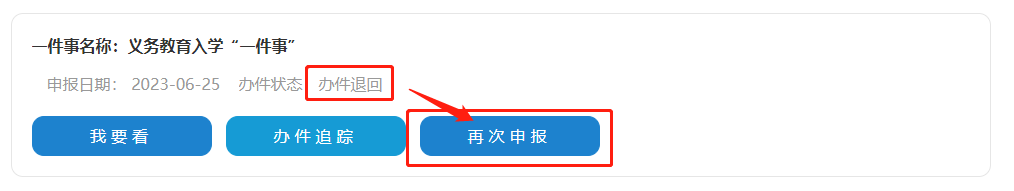 一件事名称：义务教育入学“一件事”
申报日期： 2023-06-25 办件状态 办件退回
我要看 办件追踪 再次申报